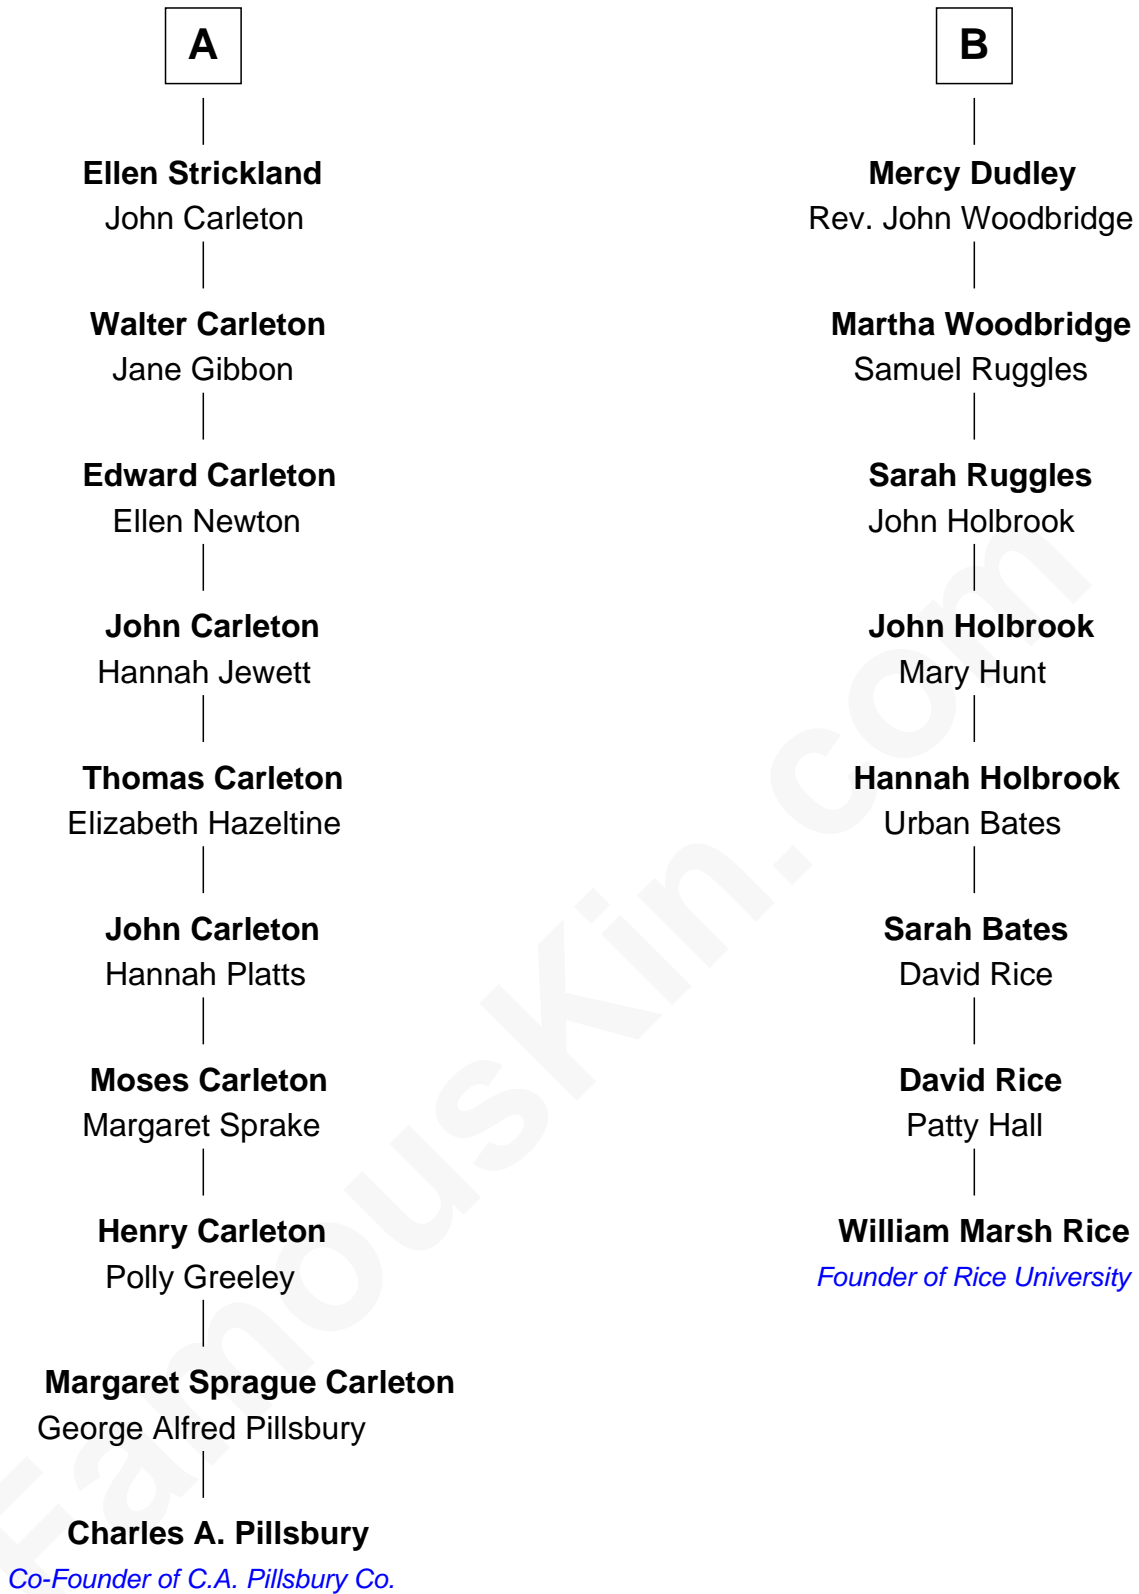 A
Ellen Strickland
John Carleton
Walter Carleton
Jane Gibbon
Edward Carleton
Ellen Newton
John Carleton
Hannah Jewett
Thomas Carleton
Elizabeth Hazeltine
John Carleton
Hannah Platts
Moses Carleton
Margaret Sprake
Henry Carleton
Polly Greeley
Margaret Sprague Carleton
George Alfred Pillsbury
Charles A. Pillsbury
Co-Founder of C.A. Pillsbury Co.
B
Mercy Dudley
Rev. John Woodbridge
Martha Woodbridge
Samuel Ruggles
Sarah Ruggles
John Holbrook
John Holbrook
Mary Hunt
Hannah Holbrook
Urban Bates
Sarah Bates
David Rice
David Rice
Patty Hall
William Marsh Rice
Founder of Rice University
FamousKin.com